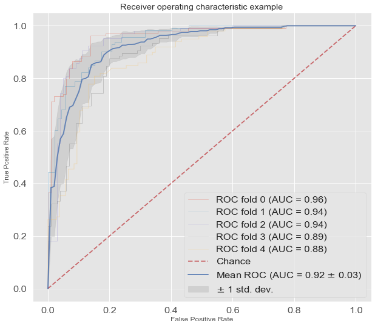 Receiver operating characteristic example
True Positive Rate
1.0
0.8
0.6
0.4
0.2
0.0
ROC fold 0 (AUC = 0.96)
ROC fold 1 (AUC = 0.94)
ROC fold 2 (AUC = 0.94)
ROC fold 3 (AUC = 0.89)
ROC fold 4 (AUC = 0.88)
Chance
Mean ROC (AUC = 0.92 ± 0.03)
± 1 std. dev.
0.0 0.2 0.4 0.6 0.8 1.0
False Positive Rate